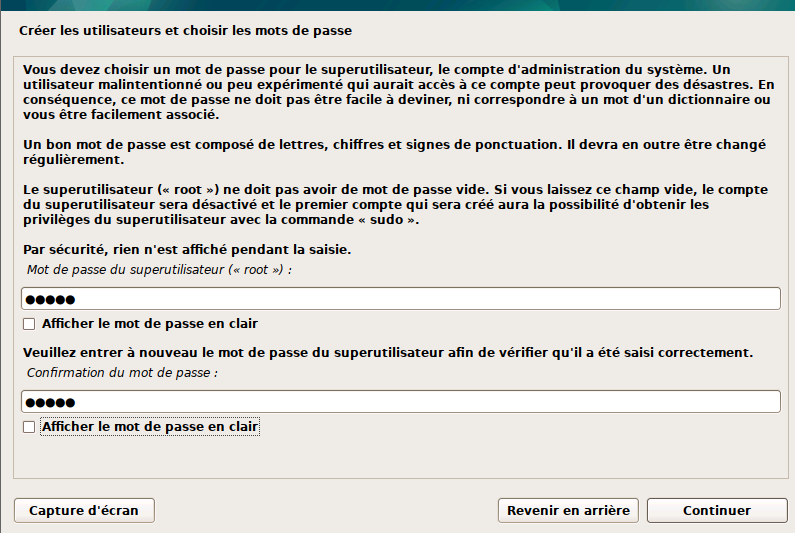 Créer les utilisateurs et choisir les mots de passe
Vous devez choisir un mot de passe pour le superutilisateur, le compte d'administration du système. Un
utilisateur malintentionné ou peu expérimenté qui aurait accès à ce compte peut provoquer des désastres. En
conséquence, ce mot de passe ne doit pas être facile à deviner, ni correspondre à un mot d'un dictionnaire ou
vous être facilement associé.
Un bon mot de passe est composé de lettres, chiffres et signes de ponctuation. Il devra en outre être changé
régulièrement.
Le superutilisateur (« root ») ne doit pas avoir de mot de passe vide. Si vous laissez ce champ vide, le compte
du superutilisateur sera désactivé et le premier compte qui sera créé aura la possibilité d'obtenir les
privilèges du superutilisateur avec la commande « sudo ».
Par sécurité, rien n'est affiché pendant la saisie.
Mot de passe du superutilisateur (« root ») :
●●●●●
Afficher le mot de passe en clair
Veuillez entrer à nouveau le mot de passe du superutilisateur afin de vérifier qu'il a été saisi correctement.
Confirmation du mot de passe :
●●●●●
Afficher le mot de passe en clair
Capture d'écran
Revenir en arrière
Continuer